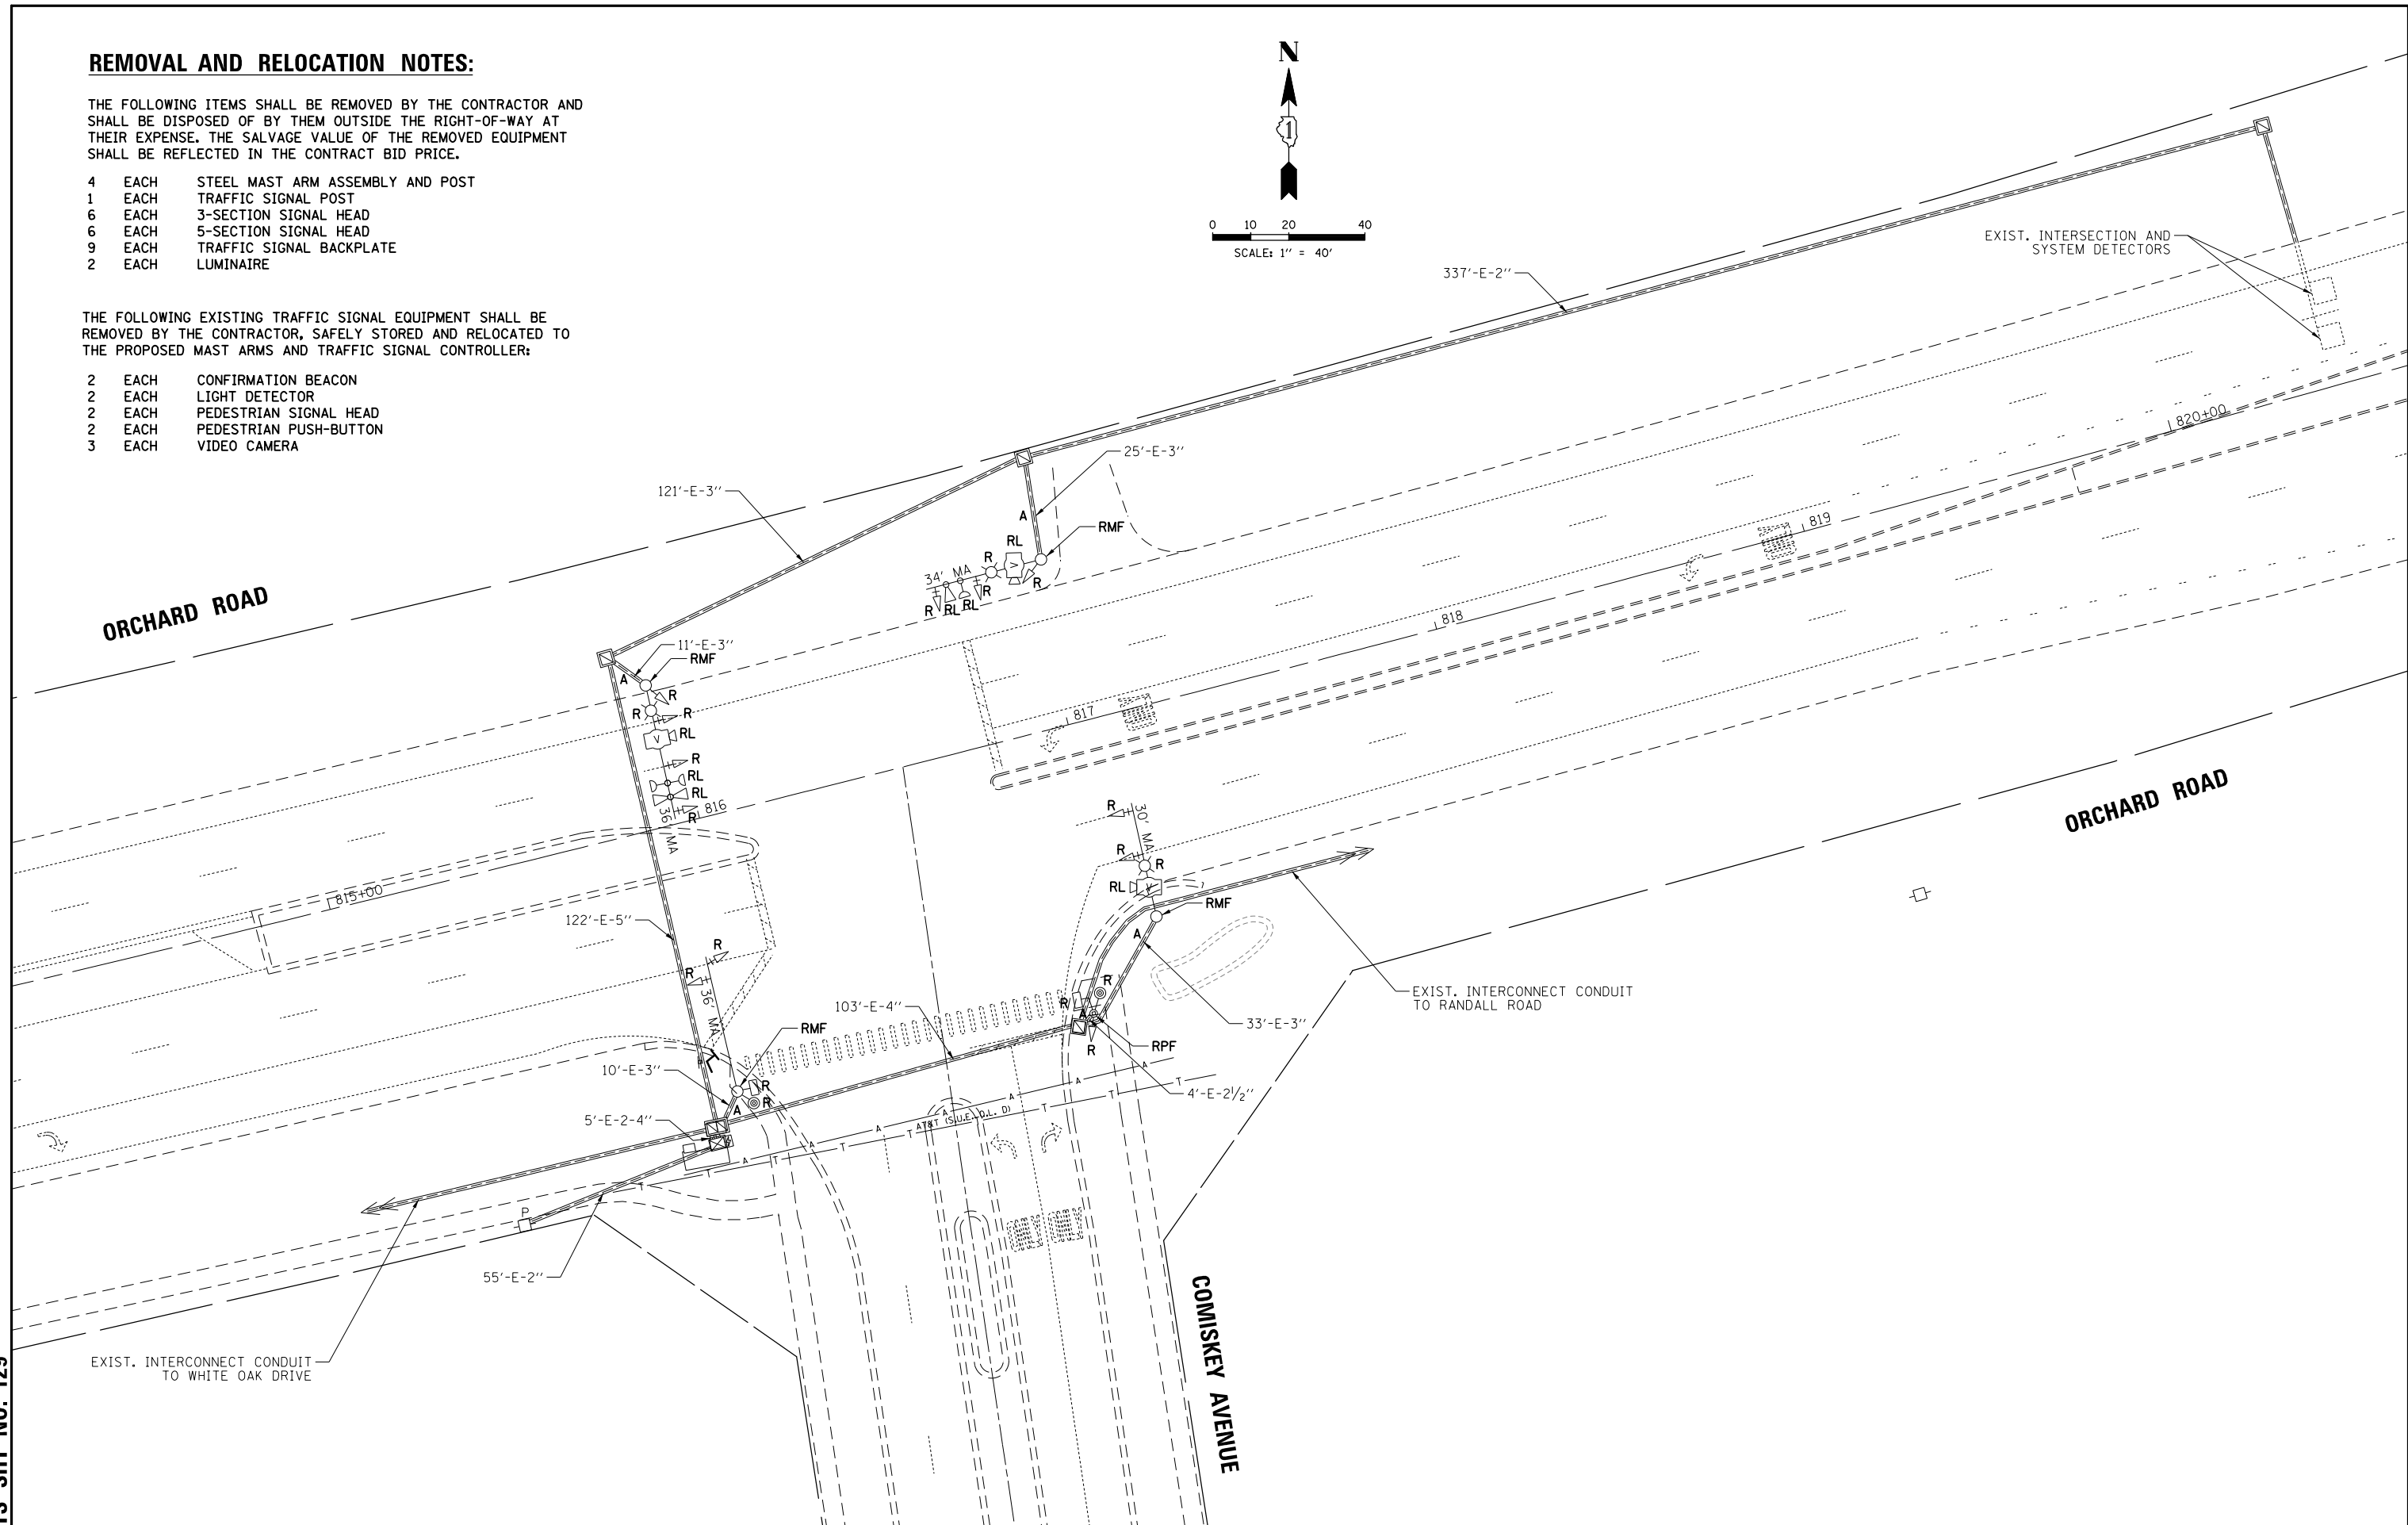 REMOVAL AND RELOCATION NOTES:
THE FOLLOWING ITEMS SHALL BE REMOVED BY THE CONTRACTOR AND
SHALL BE DISPOSED OF BY THEM OUTSIDE THE RIGHT-OF-WAY AT
THEIR EXPENSE. THE SALVAGE VALUE OF THE REMOVED EQUIPMENT
SHALL BE REFLECTED IN THE CONTRACT BID PRICE.
4 EACH STEEL MAST ARM ASSEMBLY AND POST
1 EACH TRAFFIC SIGNAL POST
6 EACH 3-SECTION SIGNAL HEAD
6 EACH 5-SECTION SIGNAL HEAD
9 EACH TRAFFIC SIGNAL BACKPLATE
2 EACH LUMINAIRE
THE FOLLOWING EXISTING TRAFFIC SIGNAL EQUIPMENT SHALL BE
REMOVED BY THE CONTRACTOR, SAFELY STORED AND RELOCATED TO
THE PROPOSED MAST ARMS AND TRAFFIC SIGNAL CONTROLLER:
2 EACH CONFIRMATION BEACON
2 EACH LIGHT DETECTOR
2 EACH PEDESTRIAN SIGNAL HEAD
2 EACH PEDESTRIAN PUSH-BUTTON
3 EACH VIDEO CAMERA
N
1
0 10 20 40
SCALE: 1'' = 40'
EXIST. INTERSECTION AND
SYSTEM DETECTORS
337'-E-2''
820+00
25'-E-3''
121'-E-3''
A
RMF
819
RL
R
V
34' MA
R
R
R RL RL
ORCHARD ROAD
818
11'-E-3''
RMF
A
R
R
R
817
V
RL
R
RL
RL
816
R
36' MA
ORCHARD ROAD
R
30' MA
R
R
RL
V
RMF
815+00
122'-E-5''
A
R
R
36' MA
EXIST. INTERCONNECT CONDUIT
TO RANDALL ROAD
R
R
103'-E-4''
A
33'-E-3''
RMF
RPF
R
10'-E-3''
R
R
A
4'-E-2½''
5'-E-2-4''
A A A A A A A
AT&T (S.U.E. Q.L. D)
T T T T T T T T
P
55'-E-2''
COMISKEY AVENUE
EXIST. INTERCONNECT CONDUIT
TO WHITE OAK DRIVE